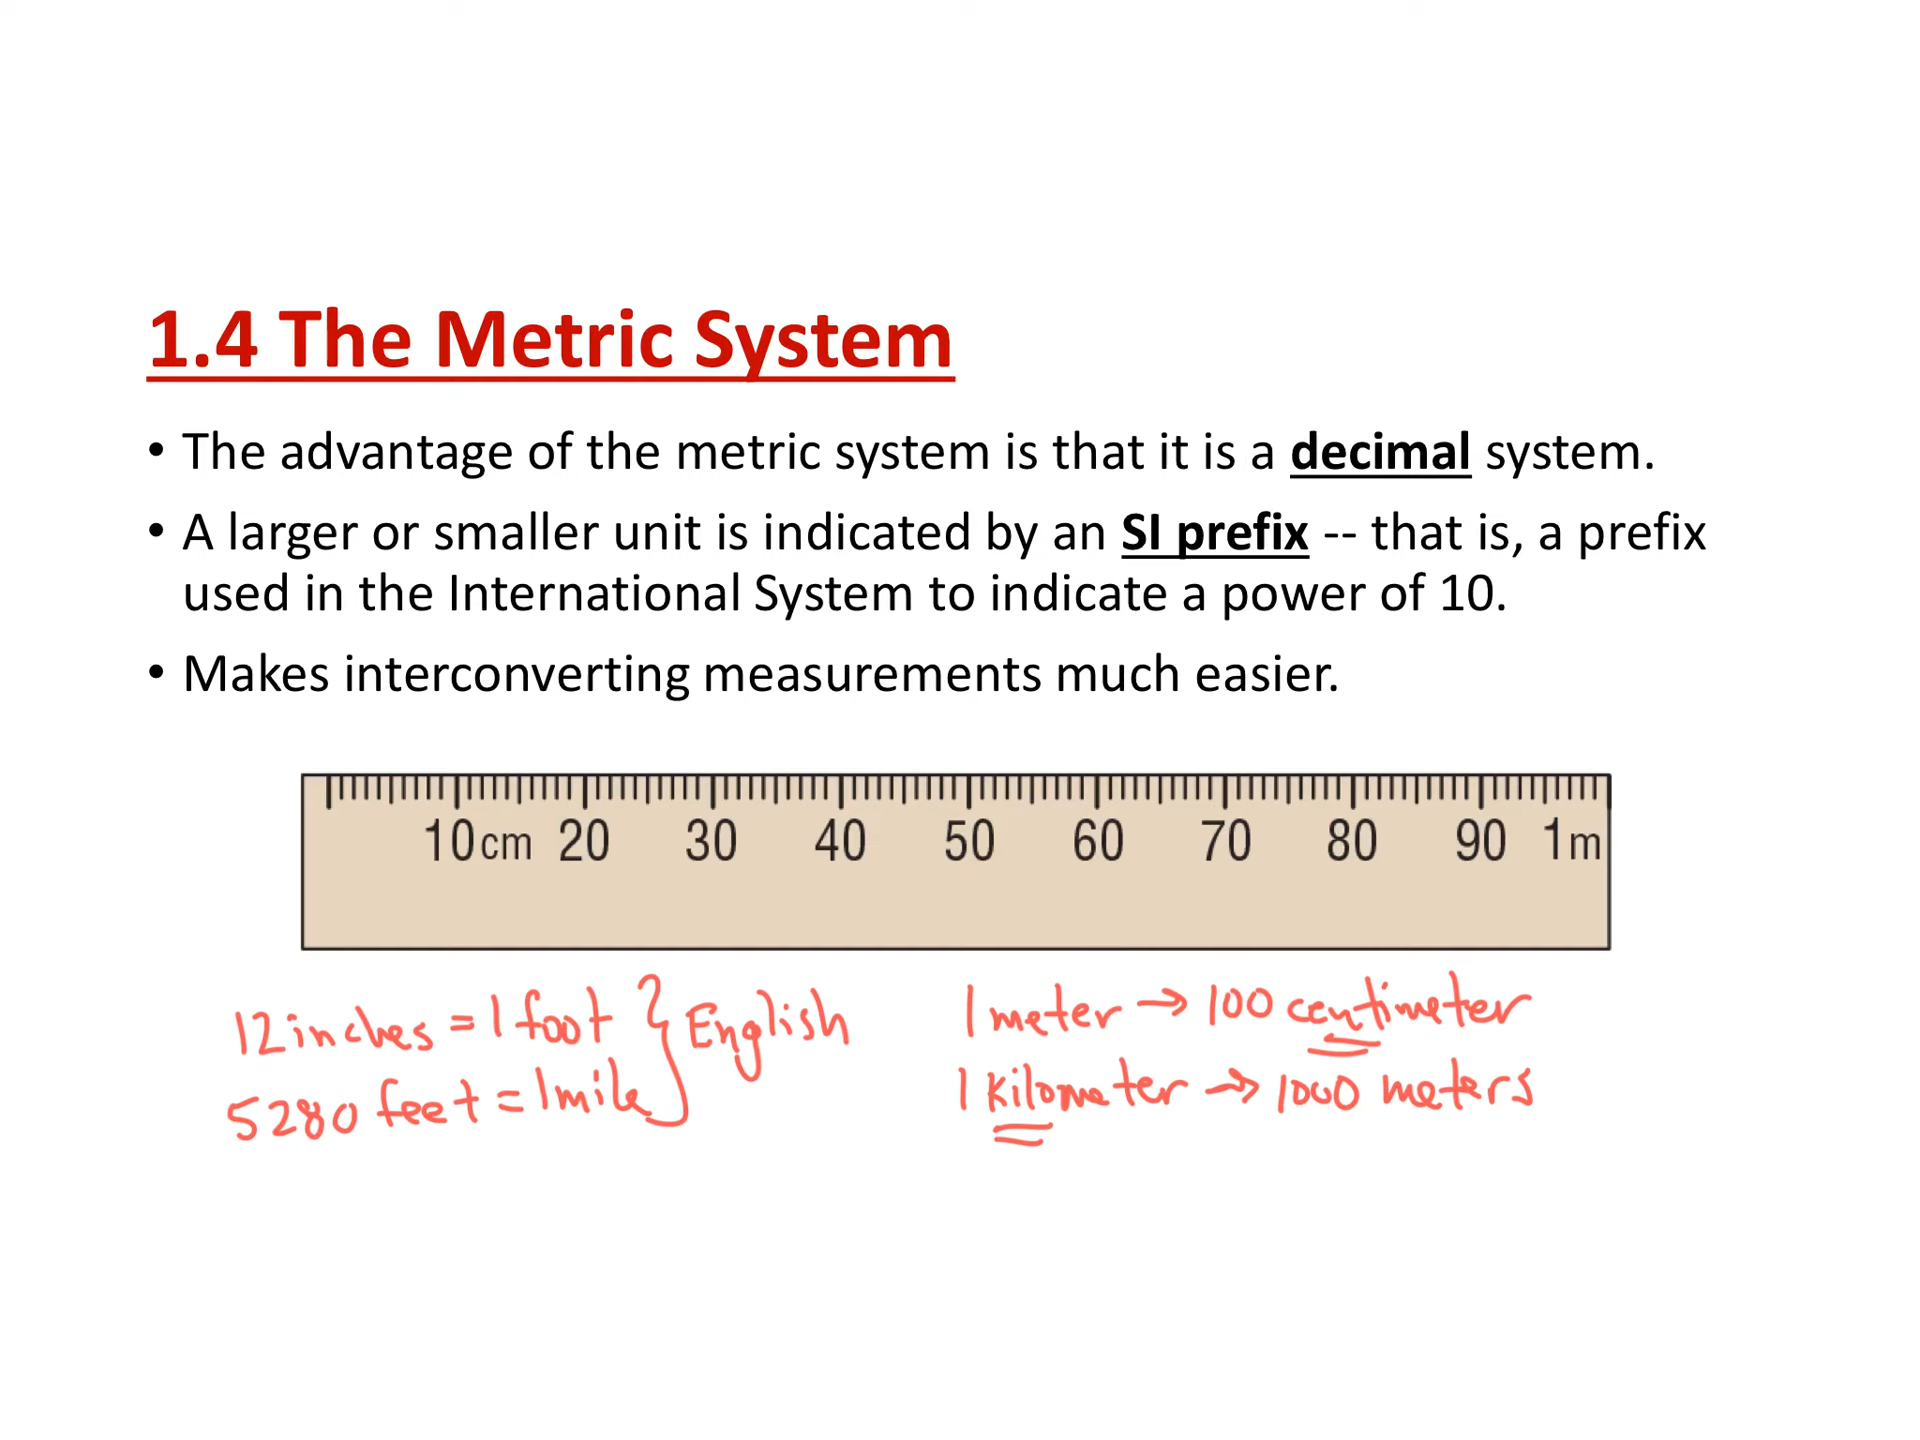 1.4 The Metric System
• The advantage of the metric system is that it is a decimal system.
• A larger or smaller unit is indicated by an SI prefix -- that is, a prefix
used in the International System to indicate a power of 10.
• Makes interconverting measurements much easier.
10cm 20 30 40 50 60 70 80 90 1m
12 inches = 1 foot } English
5280 feet = 1 mile
1 meter → 100 centimeter
1 kilometer → 1000 meters